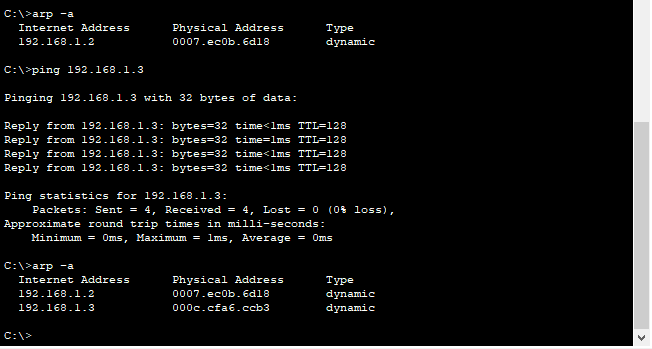 C:\>arp -a
  Internet Address      Physical Address      Type
  192.168.1.2           0007.ec0b.6d18        dynamic
C:\>ping 192.168.1.3
Pinging 192.168.1.3 with 32 bytes of data:
Reply from 192.168.1.3: bytes=32 time<1ms TTL=128
Reply from 192.168.1.3: bytes=32 time=1ms TTL=128
Reply from 192.168.1.3: bytes=32 time<1ms TTL=128
Reply from 192.168.1.3: bytes=32 time<1ms TTL=128
Ping statistics for 192.168.1.3:
    Packets: Sent = 4, Received = 4, Lost = 0 (0% loss),
Approximate round trip times in milli-seconds:
    Minimum = 0ms, Maximum = 1ms, Average = 0ms
C:\>arp -a
  Internet Address      Physical Address      Type
  192.168.1.2           0007.ec0b.6d18        dynamic
  192.168.1.3           000c.cfa6.ccb3        dynamic
C:\>